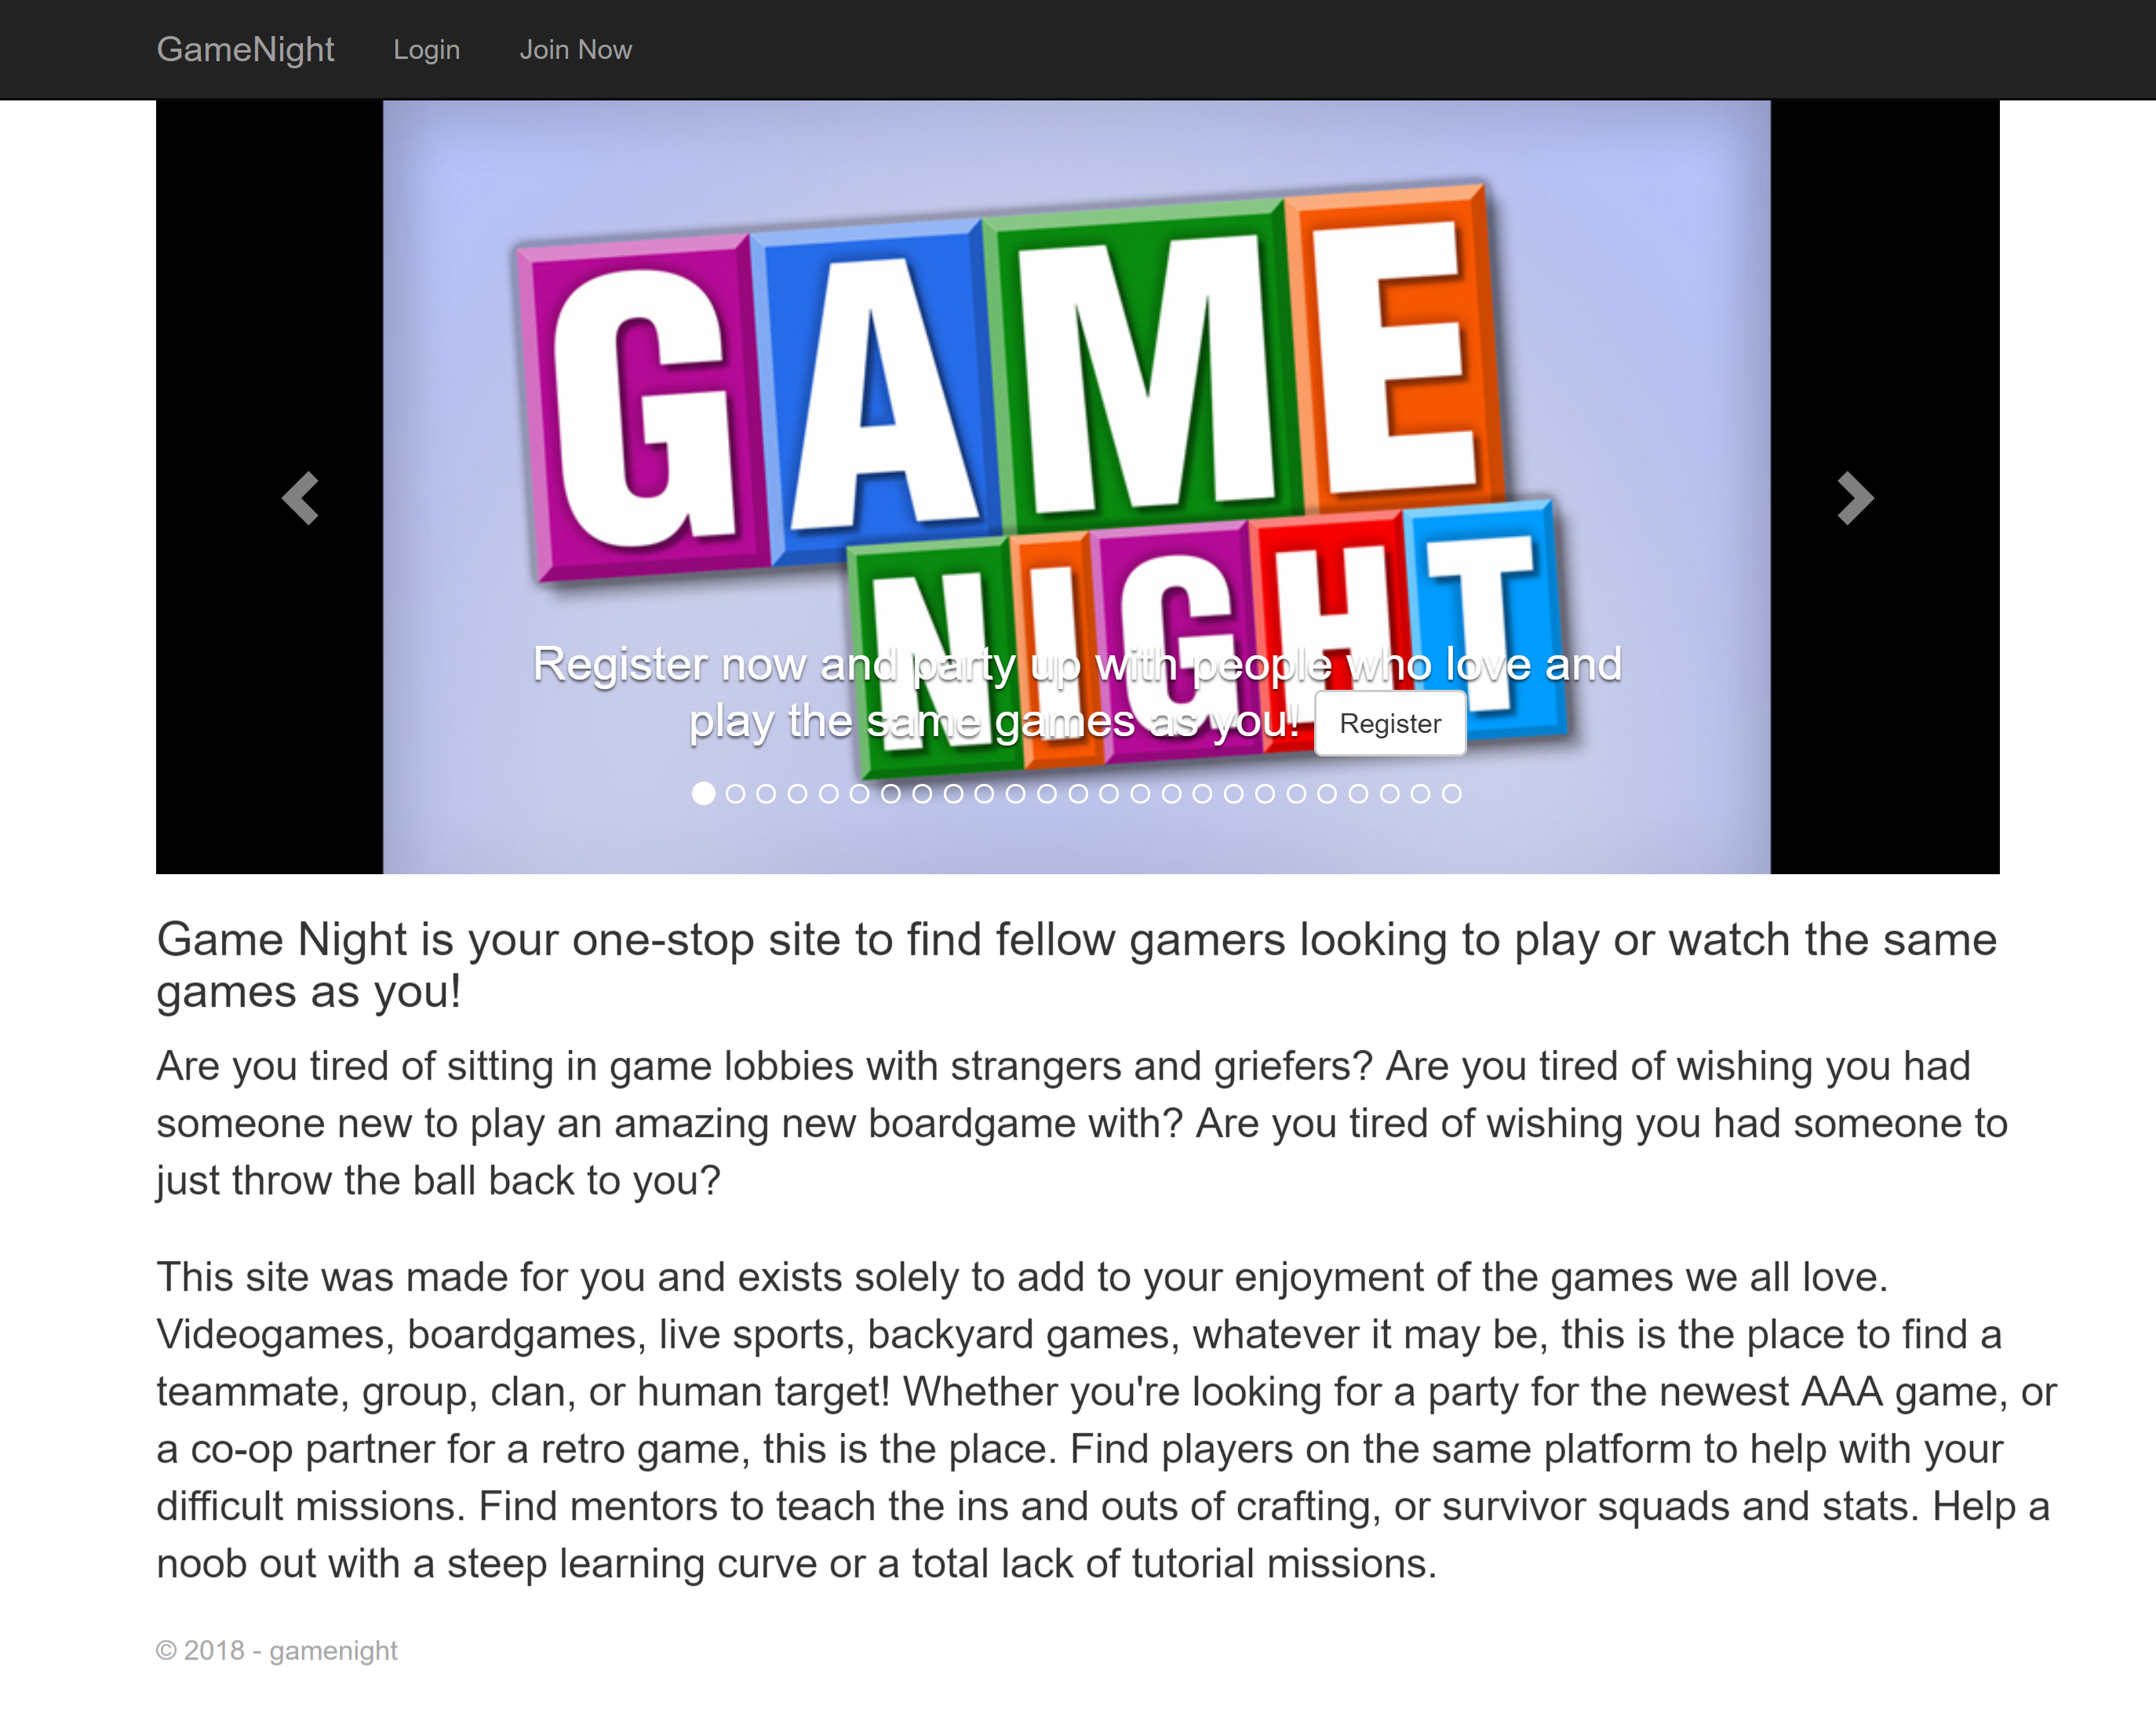 GameNight Login Join Now
GAME
NIGHT
Register now and party up with people who love and
play the same games as you! Register
Game Night is your one-stop site to find fellow gamers looking to play or watch the same
games as you!
Are you tired of sitting in game lobbies with strangers and griefers? Are you tired of wishing you had
someone new to play an amazing new boardgame with? Are you tired of wishing you had someone to
just throw the ball back to you?
This site was made for you and exists solely to add to your enjoyment of the games we all love.
Videogames, boardgames, live sports, backyard games, whatever it may be, this is the place to find a
teammate, group, clan, or human target! Whether you're looking for a party for the newest AAA game, or
a co-op partner for a retro game, this is the place. Find players on the same platform to help with your
difficult missions. Find mentors to teach the ins and outs of crafting, or survivor squads and stats. Help a
noob out with a steep learning curve or a total lack of tutorial missions.
© 2018 - gamenight